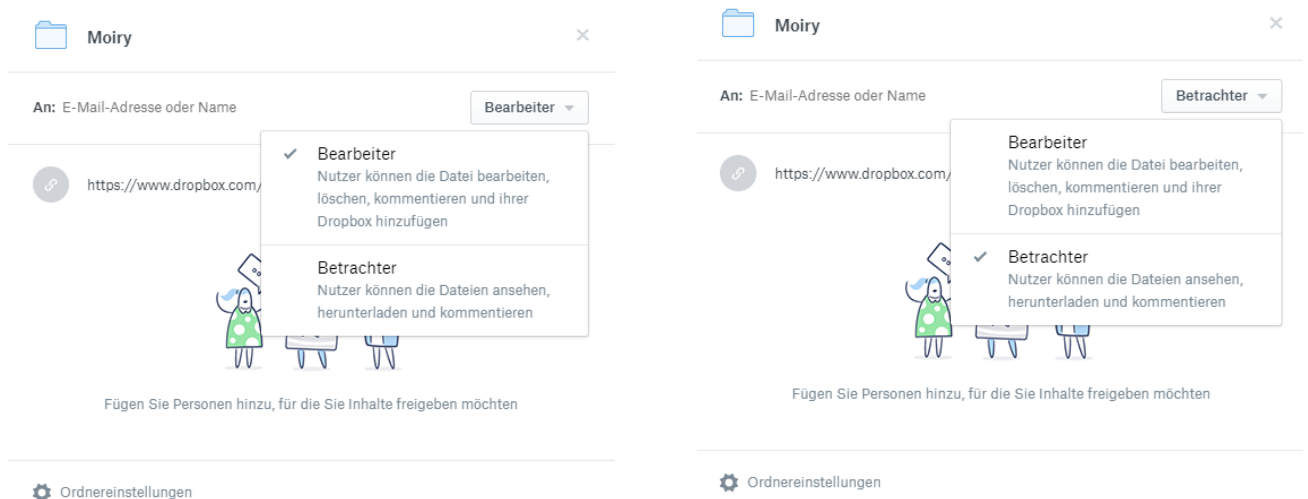 Moiry
An: E-Mail-Adresse oder Name
Bearbeiter
Bearbeiter
Nutzer können die Datei bearbeiten,
löschen, kommentieren und ihrer
Dropbox hinzufügen
https://www.dropbox.com/
Betrachter
Nutzer können die Dateien ansehen,
herunterladen und kommentieren
Fügen Sie Personen hinzu, für die Sie Inhalte freigeben möchten
Ordnereinstellungen
Moiry
An: E-Mail-Adresse oder Name
Betrachter
Bearbeiter
Nutzer können die Datei bearbeiten,
löschen, kommentieren und ihrer
Dropbox hinzufügen
https://www.dropbox.com/
Betrachter
Nutzer können die Dateien ansehen,
herunterladen und kommentieren
Fügen Sie Personen hinzu, für die Sie Inhalte freigeben möchten
Ordnereinstellungen